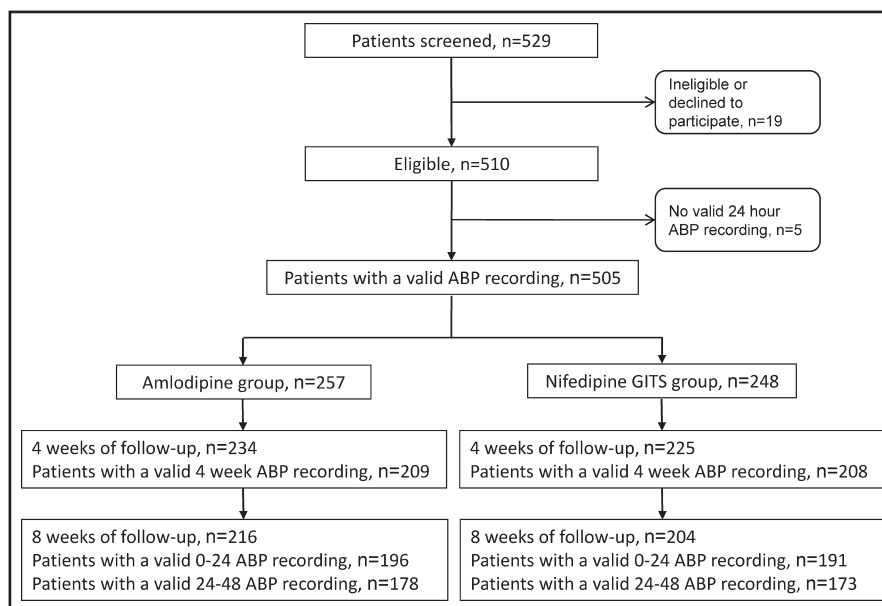 Patients screened, n=529
Ineligible or
declined to
participate, n=19
Eligible, n=510
No valid 24 hour
ABP recording, n=5
Patients with a valid ABP recording, n=505
Amlodipine group, n=257
Nifedipine GITS group, n=248
4 weeks of follow-up, n=234
Patients with a valid 4 week ABP recording, n=209
4 weeks of follow-up, n=225
Patients with a valid 4 week ABP recording, n=208
8 weeks of follow-up, n=216
Patients with a valid 0-24 ABP recording, n=196
Patients with a valid 24-48 ABP recording, n=178
8 weeks of follow-up, n=204
Patients with a valid 0-24 ABP recording, n=191
Patients with a valid 24-48 ABP recording, n=173